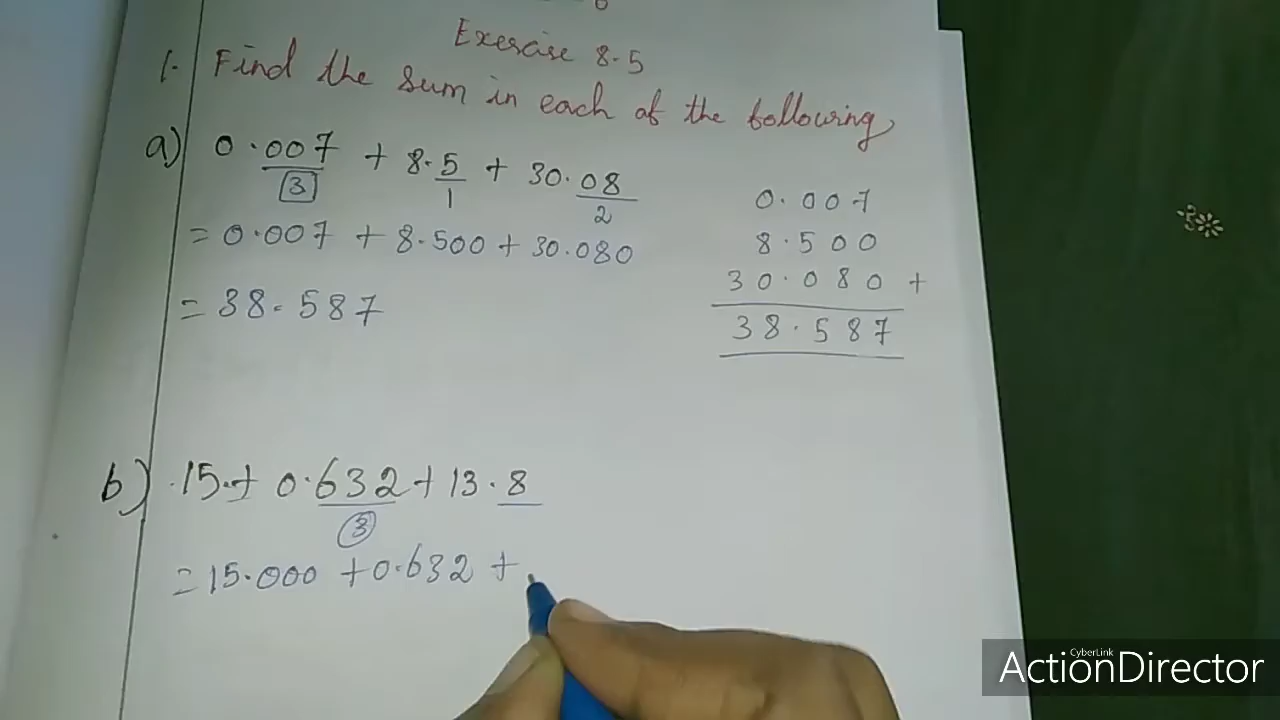 Exercise 8.5
1. Find the sum in each of the following
a) 0.007 + 8.5 + 30.08
3 1 2
= 0.007 + 8.500 + 30.080
= 38.587
0.007
8.500
30.080 +
38.587
b) 15. + 0.632 + 13.8
3
= 15.000 + 0.632 +
CyberLink
ActionDirector